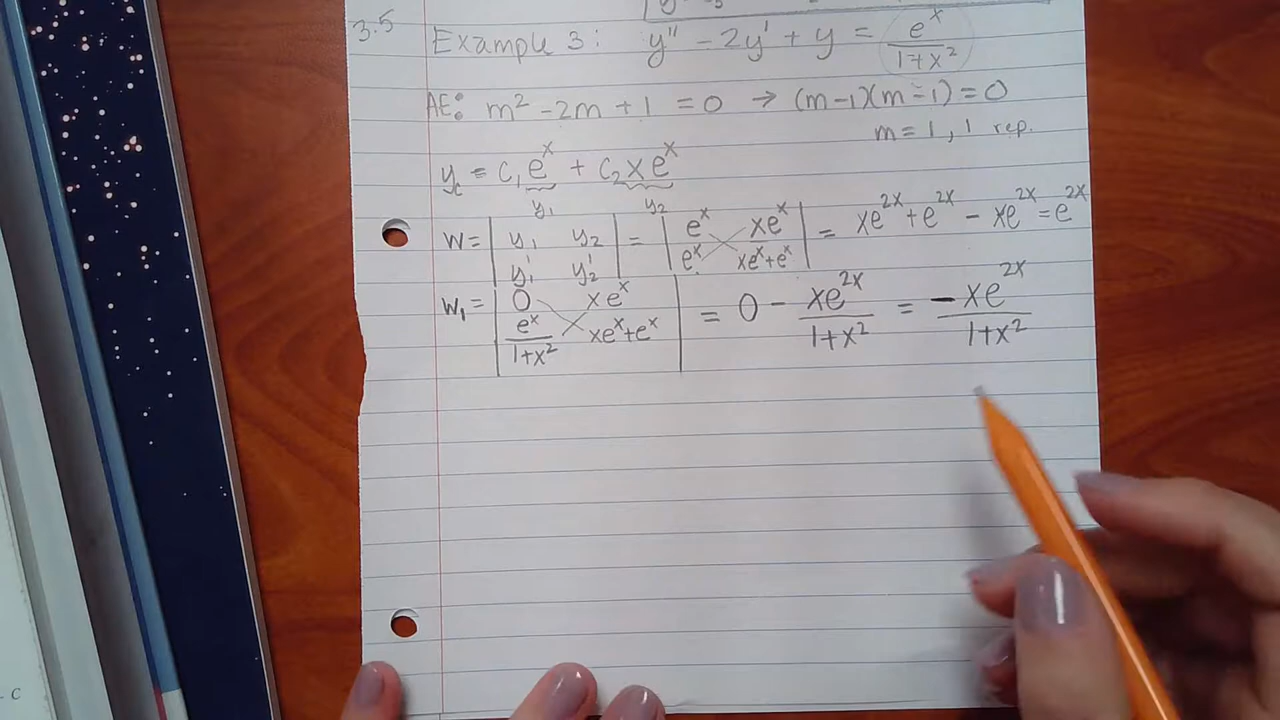 3.5 Example 3: y'' - 2y' + y = e^x / (1+x²)
AE: m² - 2m + 1 = 0 → (m-1)(m-1) = 0
m = 1, 1 rep.
y_c = c₁e^x + c₂xe^x
y₁ y₂
W = | y₁ y₂ ; y₁' y₂' | = | e^x xe^x ; e^x xe^x+e^x | = xe^2x + e^2x - xe^2x = e^2x
W₁ = | 0 xe^x ; e^x/(1+x²) xe^x+e^x | = 0 - xe^2x/(1+x²) = -xe^2x/(1+x²)
- C